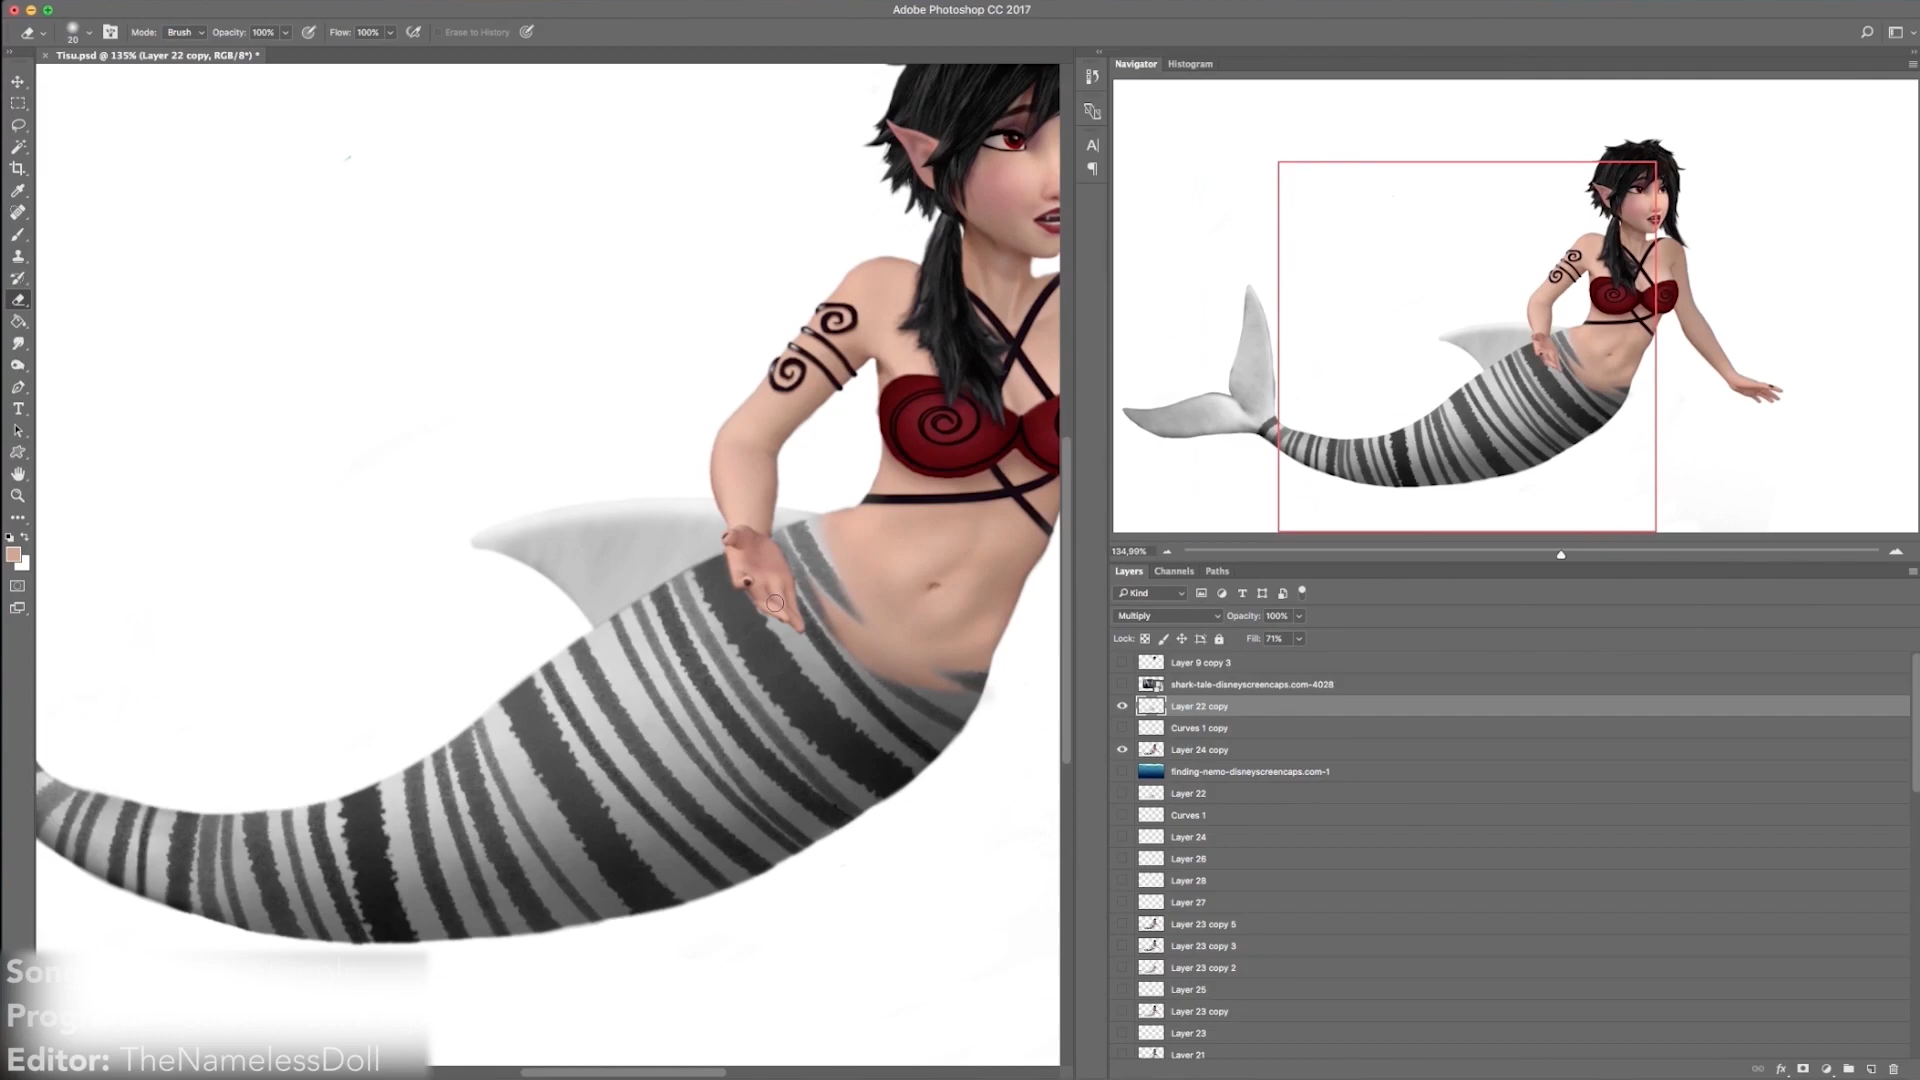 Adobe Photoshop CC 2017
20
Mode: Brush
Opacity: 100%
Flow: 100%
Erase to History
Tisu.psd @ 135% (Layer 22 copy, RGB/8*) *
Navigator
Histogram
134,99%
Layers
Channels
Paths
Kind
Multiply
Opacity: 100%
Lock:
Fill: 71%
Layer 9 copy 3
shark-tale-disneyscreencaps.com-4028
Layer 22 copy
Curves 1 copy
Layer 24 copy
finding-nemo-disneyscreencaps.com-1
Layer 22
Curves 1
Layer 24
Layer 26
Layer 28
Layer 27
Layer 23 copy 5
Layer 23 copy 3
Layer 23 copy 2
Layer 25
Layer 23 copy
Layer 23
Layer 21
Editor: TheNamelessDoll